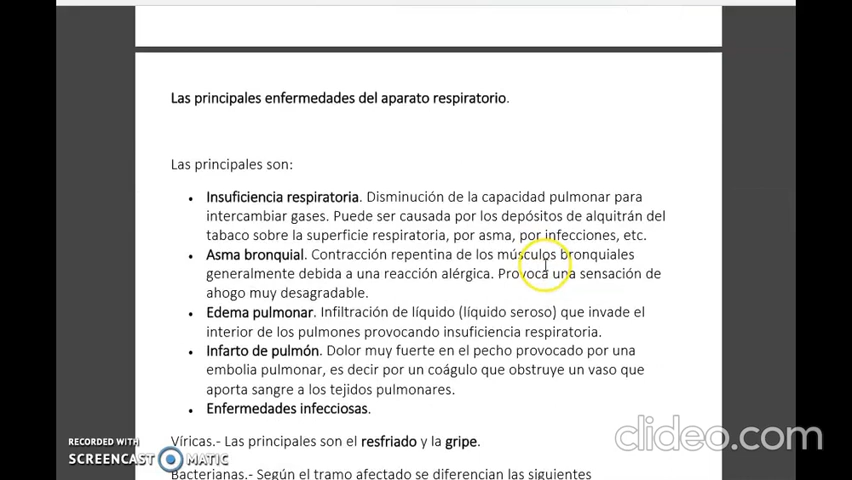 Las principales enfermedades del aparato respiratorio.
Las principales son:
• Insuficiencia respiratoria. Disminución de la capacidad pulmonar para
intercambiar gases. Puede ser causada por los depósitos de alquitrán del
tabaco sobre la superficie respiratoria, por asma, por infecciones, etc.
• Asma bronquial. Contracción repentina de los músculos bronquiales
generalmente debida a una reacción alérgica. Provoca una sensación de
ahogo muy desagradable.
• Edema pulmonar. Infiltración de líquido (líquido seroso) que invade el
interior de los pulmones provocando insuficiencia respiratoria.
• Infarto de pulmón. Dolor muy fuerte en el pecho provocado por una
embolia pulmonar, es decir por un coágulo que obstruye un vaso que
aporta sangre a los tejidos pulmonares.
• Enfermedades infecciosas.
Víricas.- Las principales son el resfriado y la gripe.
Bacterianas.- Según el tramo afectado se diferencian las siguientes
RECORDED WITH
SCREENCAST MATIC
clideo.com